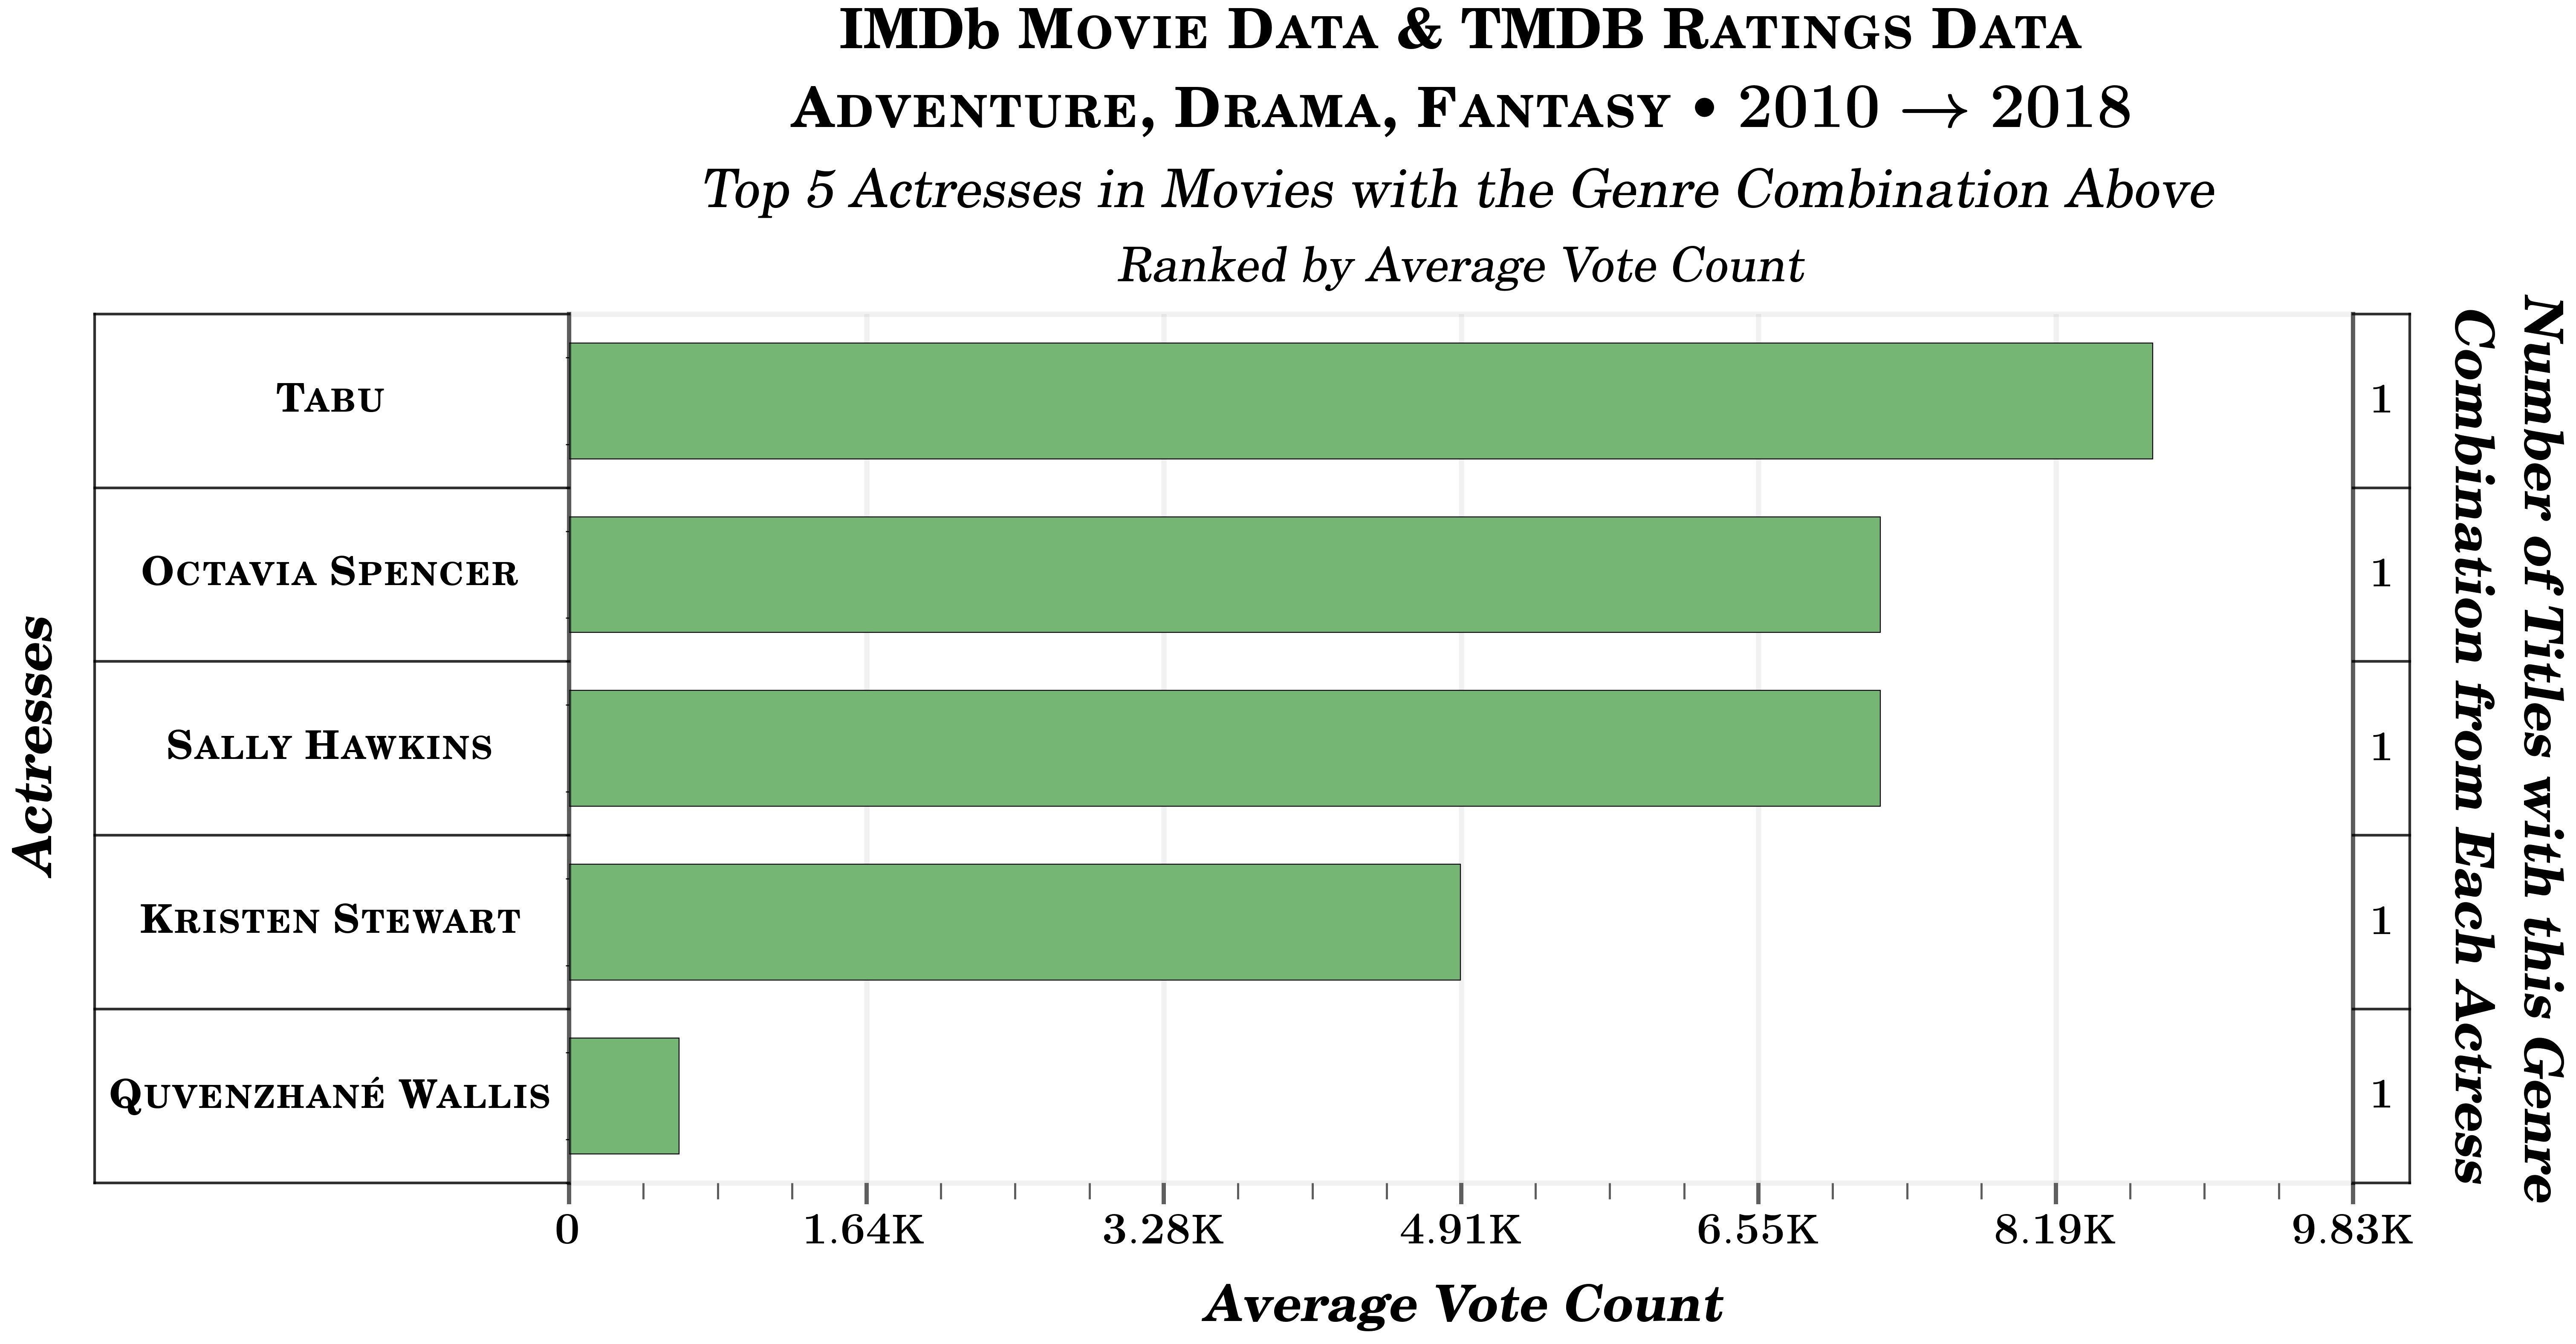 IMDb Movie Data & TMDB Ratings Data
Adventure, Drama, Fantasy • 2010 → 2018
Top 5 Actresses in Movies with the Genre Combination Above
Ranked by Average Vote Count
Actresses
Tabu
1
Octavia Spencer
1
Sally Hawkins
1
Kristen Stewart
1
Quvenzhané Wallis
1
Number of Titles with this Genre
Combination from Each Actress
0 1.64K 3.28K 4.91K 6.55K 8.19K 9.83K
Average Vote Count